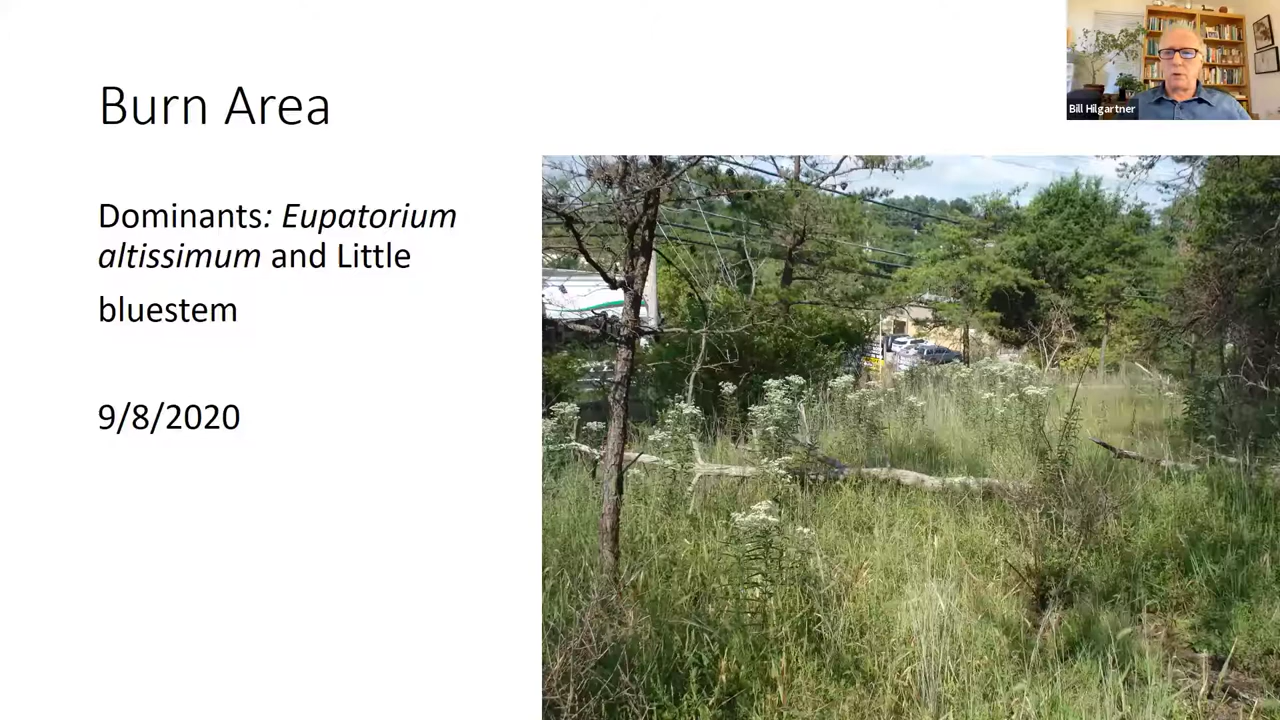 Burn Area
Bill Hilgartner
Dominants: Eupatorium
altissimum and Little
bluestem
9/8/2020